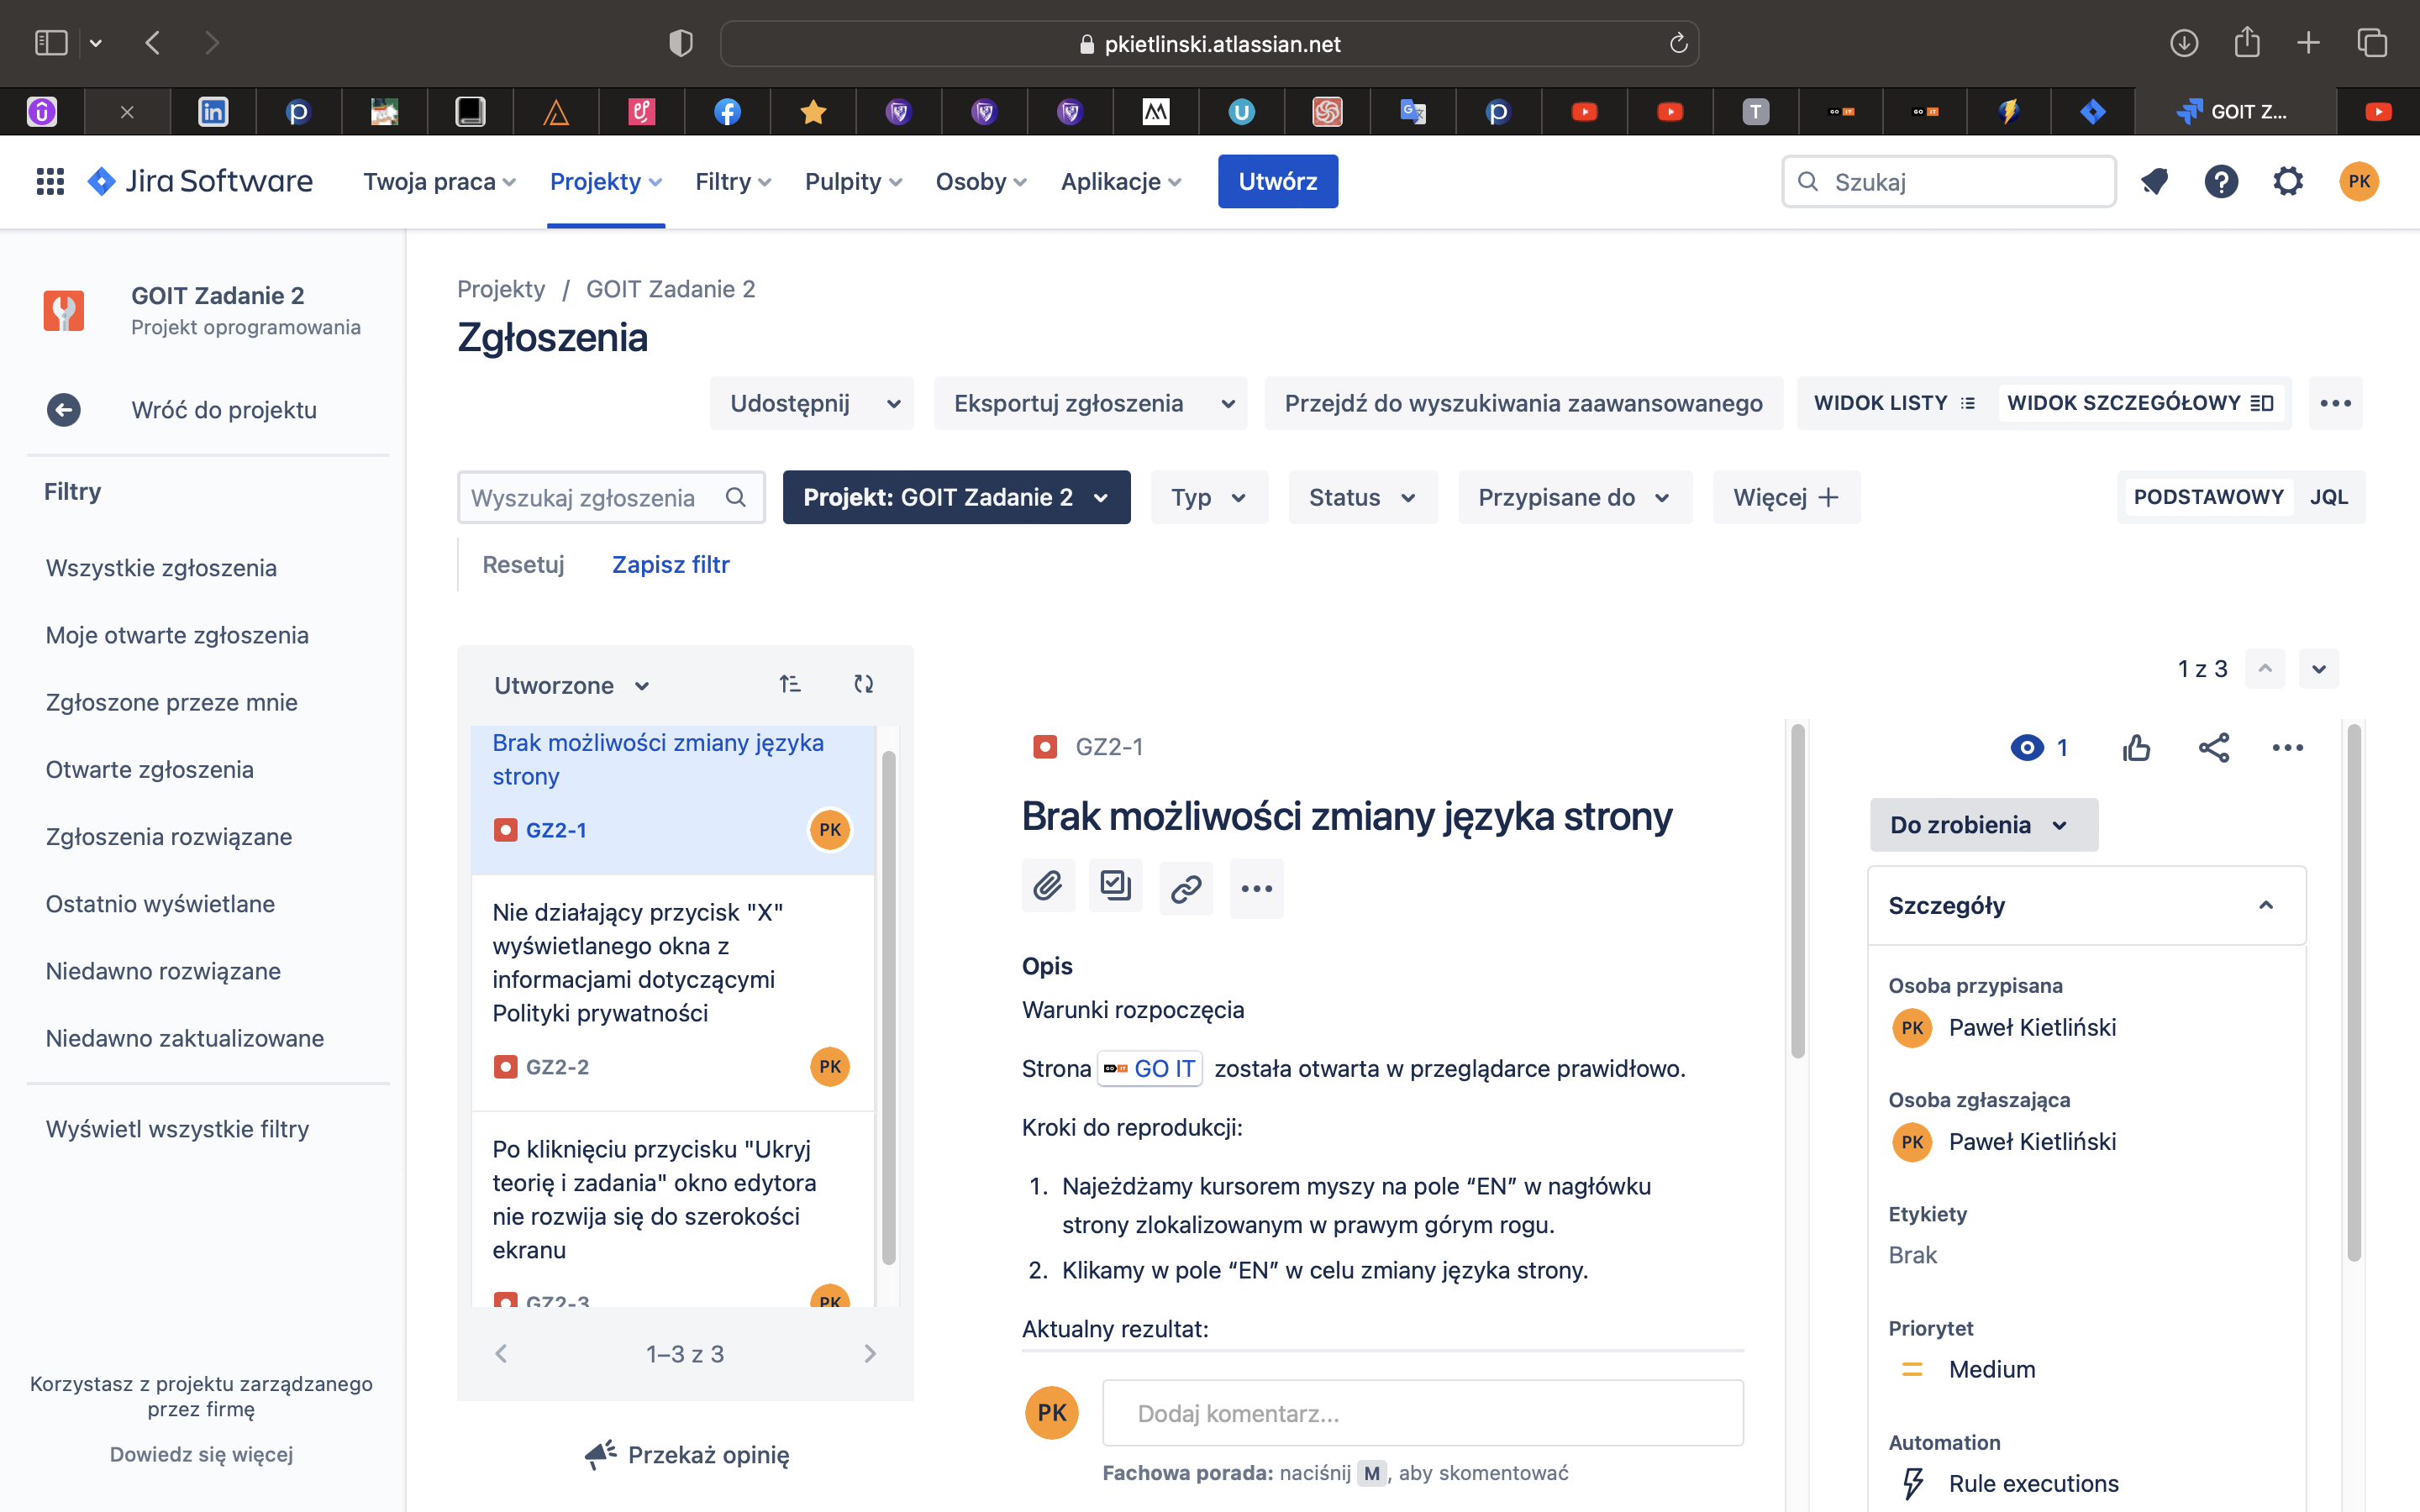 pkietlinski.atlassian.net
GOIT Z...
Jira Software
Twoja praca
Projekty
Filtry
Pulpity
Osoby
Aplikacje
Utwórz
Szukaj
PK
GOIT Zadanie 2
Projekt oprogramowania
Wróć do projektu
Filtry
Wszystkie zgłoszenia
Moje otwarte zgłoszenia
Zgłoszone przeze mnie
Otwarte zgłoszenia
Zgłoszenia rozwiązane
Ostatnio wyświetlane
Niedawno rozwiązane
Niedawno zaktualizowane
Wyświetl wszystkie filtry
Korzystasz z projektu zarządzanego
przez firmę
Dowiedz się więcej
Projekty / GOIT Zadanie 2
Zgłoszenia
Udostępnij
Eksportuj zgłoszenia
Przejdź do wyszukiwania zaawansowanego
WIDOK LISTY
WIDOK SZCZEGÓŁOWY
Wyszukaj zgłoszenia
Projekt: GOIT Zadanie 2
Typ
Status
Przypisane do
Więcej
PODSTAWOWY
JQL
Resetuj
Zapisz filtr
Utworzone
Brak możliwości zmiany języka
strony
GZ2-1
PK
Nie działający przycisk "X"
wyświetlanego okna z
informacjami dotyczącymi
Polityki prywatności
GZ2-2
PK
Po kliknięciu przycisku "Ukryj
teorię i zadania" okno edytora
nie rozwija się do szerokości
ekranu
GZ2-3
PK
1–3 z 3
Przekaż opinię
1 z 3
GZ2-1
Brak możliwości zmiany języka strony
Opis
Warunki rozpoczęcia
Strona GO IT została otwarta w przeglądarce prawidłowo.
Kroki do reprodukcji:
1. Najeżdżamy kursorem myszy na pole “EN” w nagłówku
strony zlokalizowanym w prawym górym rogu.
2. Klikamy w pole “EN” w celu zmiany języka strony.
Aktualny rezultat:
PK
Dodaj komentarz...
Fachowa porada: naciśnij M, aby skomentować
1
Do zrobienia
Szczegóły
Osoba przypisana
PK Paweł Kietliński
Osoba zgłaszająca
PK Paweł Kietliński
Etykiety
Brak
Priorytet
Medium
Automation
Rule executions